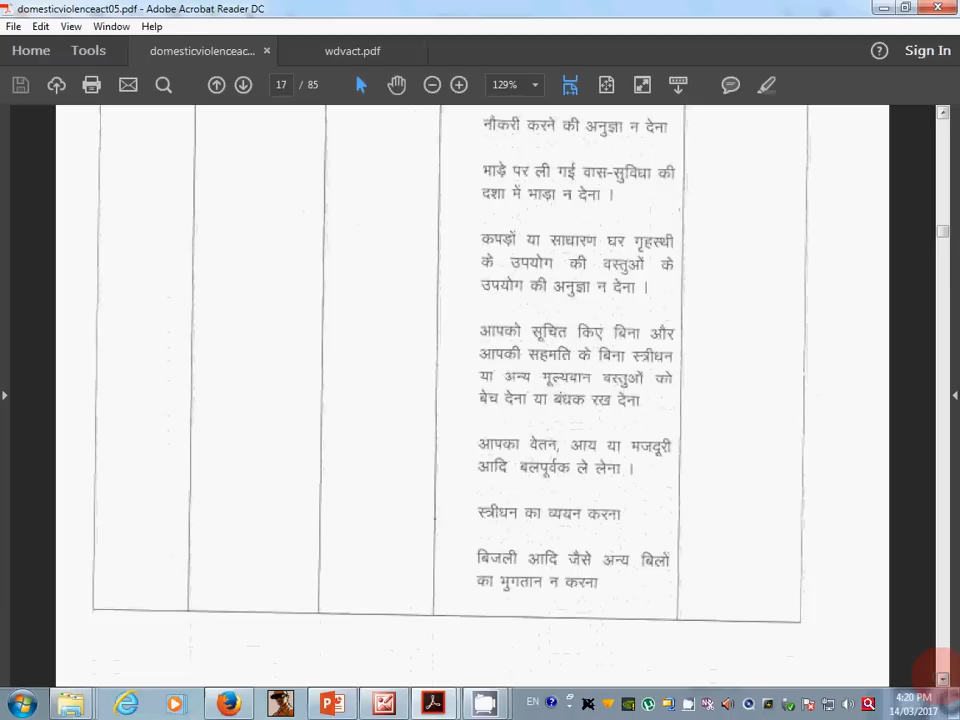 domesticviolenceact05.pdf - Adobe Acrobat Reader DC
File Edit View Window Help
Home Tools domesticviolenceac... × wdvact.pdf ? Sign In
17 / 85 129%
नौकरी करने की अनुज्ञा न देना
भाड़े पर ली गई वास-सुविधा की
दशा में भाड़ा न देना ।
कपड़ों या साधारण घर गृहस्थी
के उपयोग की वस्तुओं के
उपयोग की अनुज्ञा न देना ।
आपको सूचित किए बिना और
आपकी सहमति के बिना स्त्रीधन
या अन्य मूल्यवान वस्तुओं को
बेच देना या बंधक रख देना
आपका वेतन, आय या मजदूरी
आदि बलपूर्वक ले लेना ।
स्त्रीधन का व्ययन करना
बिजली आदि जैसे अन्य बिलों
का भुगतान न करना
EN 4:20 PM
14/03/2017